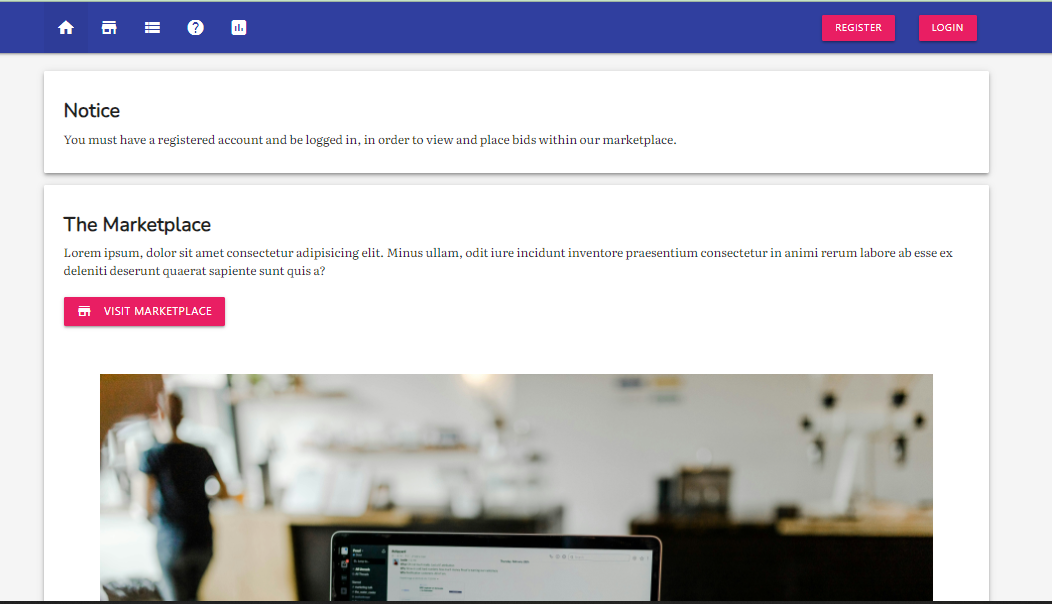 REGISTER
LOGIN
Notice
You must have a registered account and be logged in, in order to view and place bids within our marketplace.
The Marketplace
Lorem ipsum, dolor sit amet consectetur adipisicing elit. Minus ullam, odit iure incidunt inventore praesentium consectetur in animi rerum labore ab esse ex
deleniti deserunt quaerat sapiente sunt quis a?
VISIT MARKETPLACE